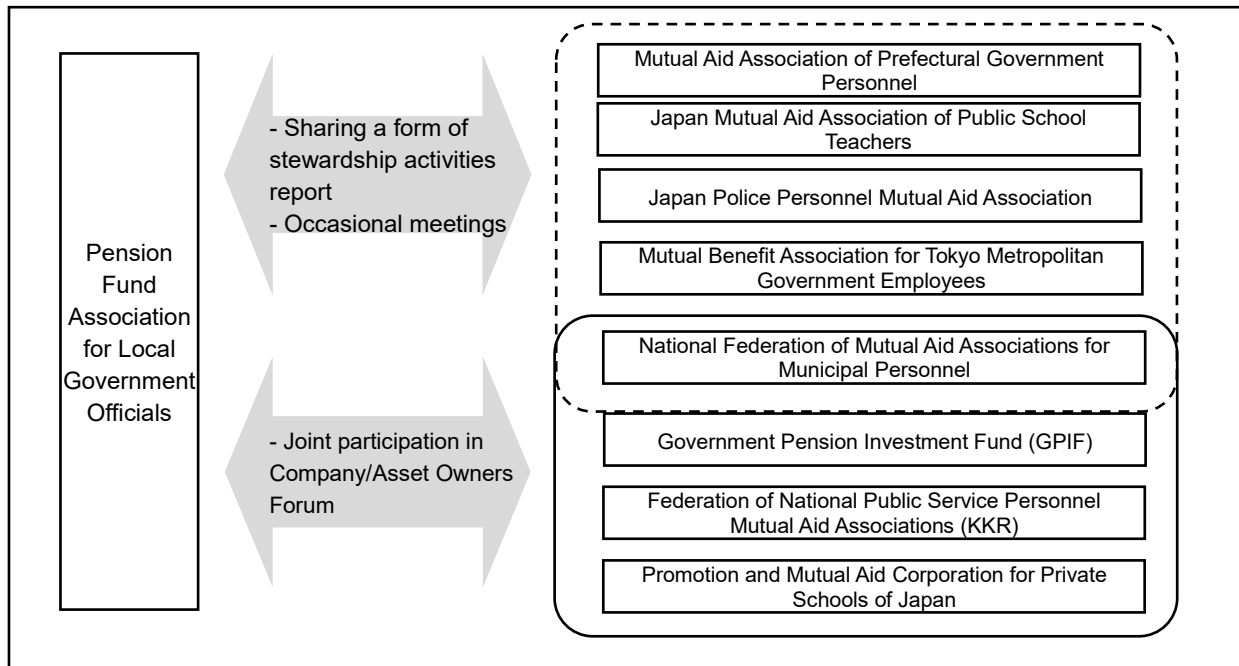 Pension
Fund
Association
for Local
Government
Officials
- Sharing a form of
stewardship activities
report
- Occasional meetings
- Joint participation in
Company/Asset Owners
Forum
Mutual Aid Association of Prefectural Government
Personnel
Japan Mutual Aid Association of Public School
Teachers
Japan Police Personnel Mutual Aid Association
Mutual Benefit Association for Tokyo Metropolitan
Government Employees
National Federation of Mutual Aid Associations for
Municipal Personnel
Government Pension Investment Fund (GPIF)
Federation of National Public Service Personnel
Mutual Aid Associations (KKR)
Promotion and Mutual Aid Corporation for Private
Schools of Japan